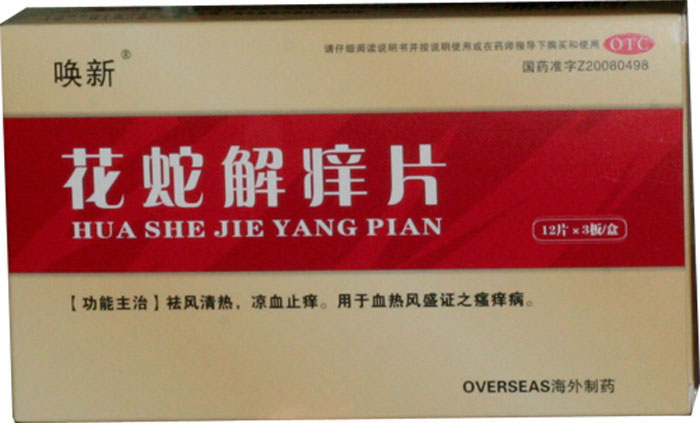 唤新®
请仔细阅读说明书并按说明使用或在药师指导下购买和使用 OTC
国药准字Z20080498
花蛇解痒片
HUA SHE JIE YANG PIAN
12片×3板/盒
【功能主治】祛风清热，凉血止痒。用于血热风盛证之瘙痒病。
OVERSEAS海外制药